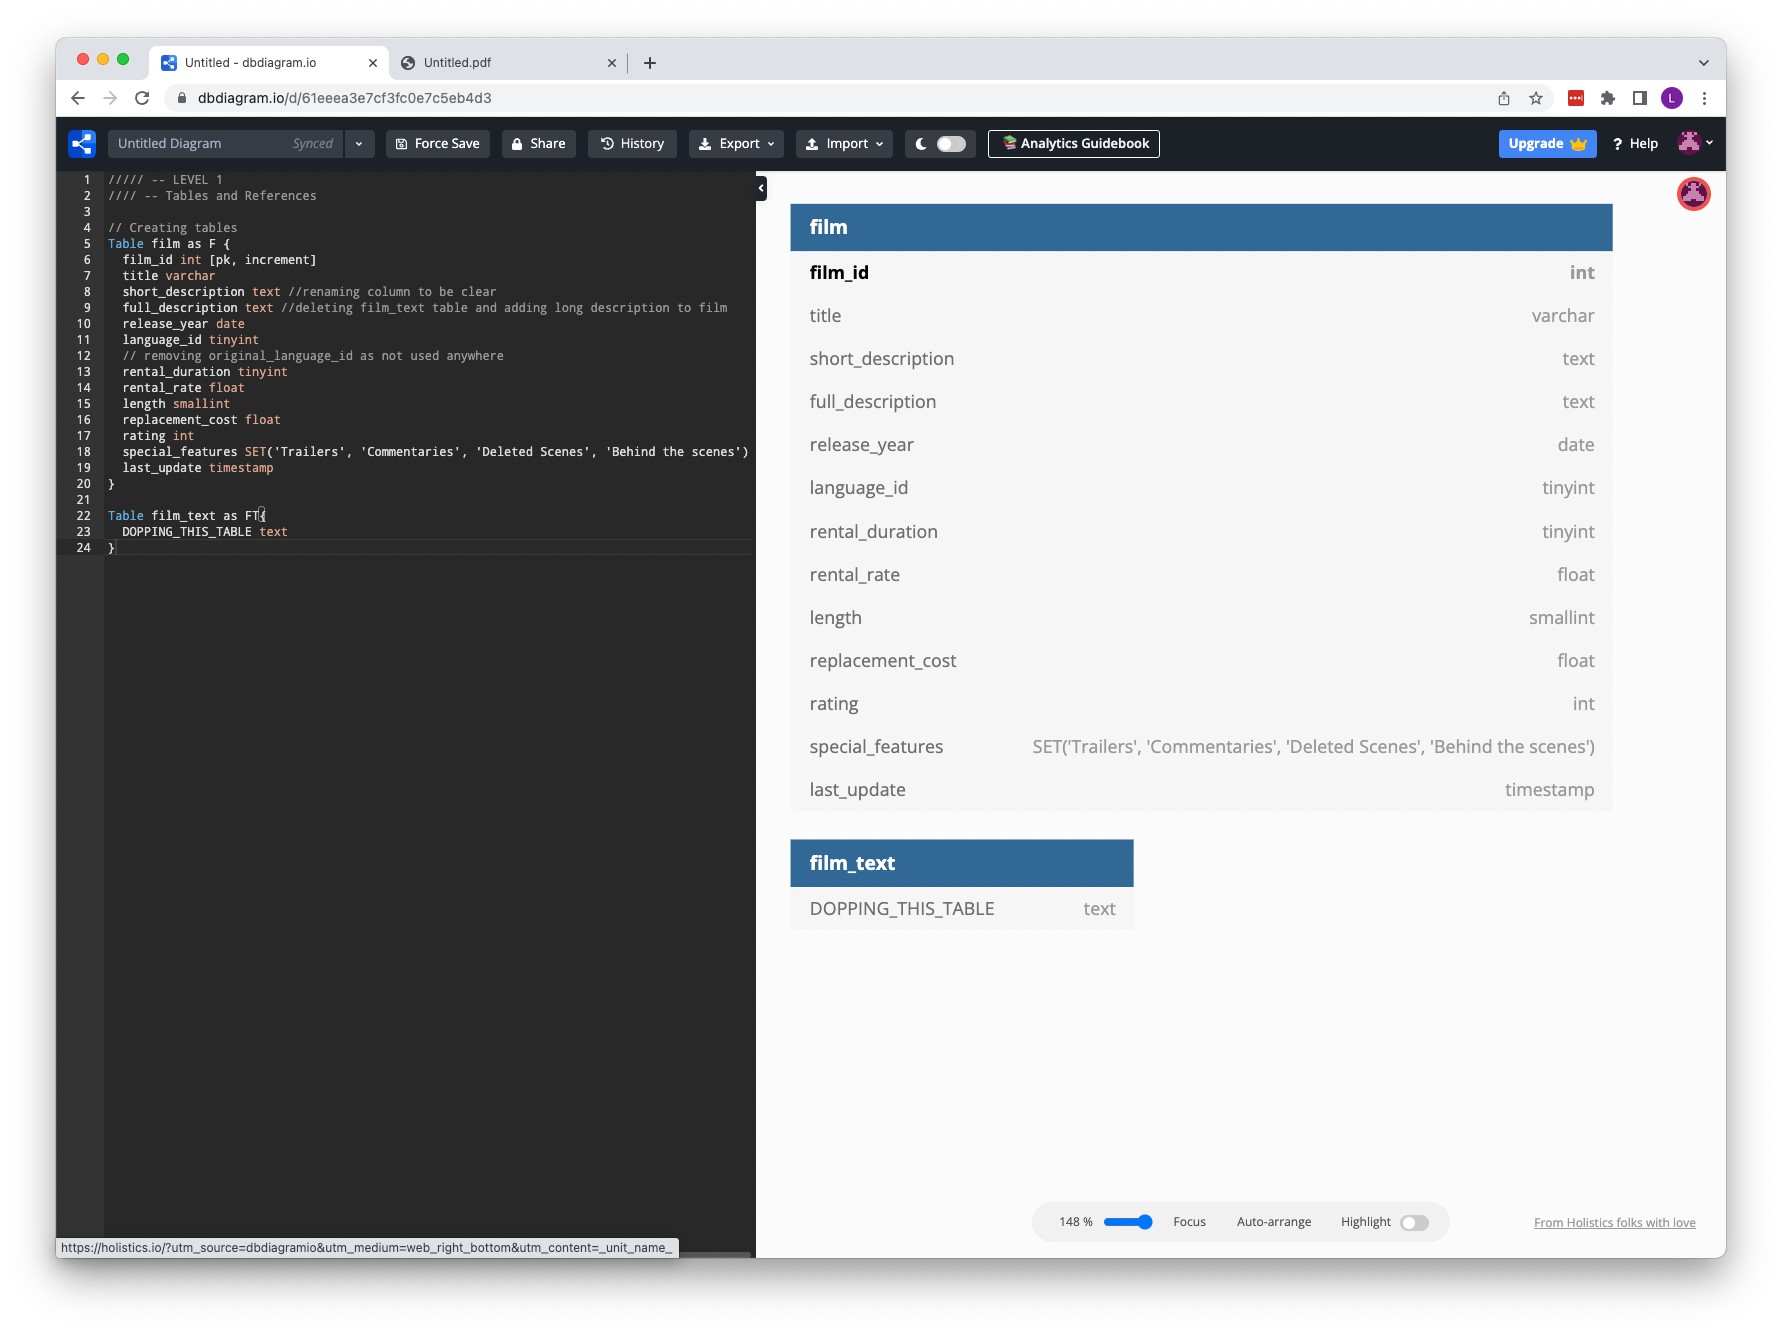 Untitled - dbdiagram.io
Untitled.pdf
dbdiagram.io/d/61eeea3e7cf3fc0e7c5eb4d3
L
Untitled Diagram Synced
Force Save
Share
History
Export
Import
Analytics Guidebook
Upgrade
? Help
1 ///// -- LEVEL 1
2 //// -- Tables and References
3
4 // Creating tables
5 Table film as F {
6 film_id int [pk, increment]
7 title varchar
8 short_description text //renaming column to be clear
9 full_description text //deleting film_text table and adding long description to film
10 release_year date
11 language_id tinyint
12 // removing original_language_id as not used anywhere
13 rental_duration tinyint
14 rental_rate float
15 length smallint
16 replacement_cost float
17 rating int
18 special_features SET('Trailers', 'Commentaries', 'Deleted Scenes', 'Behind the scenes')
19 last_update timestamp
20 }
21
22 Table film_text as FT{
23 DOPPING_THIS_TABLE text
24 }
film
film_id int
title varchar
short_description text
full_description text
release_year date
language_id tinyint
rental_duration tinyint
rental_rate float
length smallint
replacement_cost float
rating int
special_features SET('Trailers', 'Commentaries', 'Deleted Scenes', 'Behind the scenes')
last_update timestamp
film_text
DOPPING_THIS_TABLE text
148 %
Focus
Auto-arrange
Highlight
From Holistics folks with love
https://holistics.io/?utm_source=dbdiagramio&utm_medium=web_right_bottom&utm_content=_unit_name_